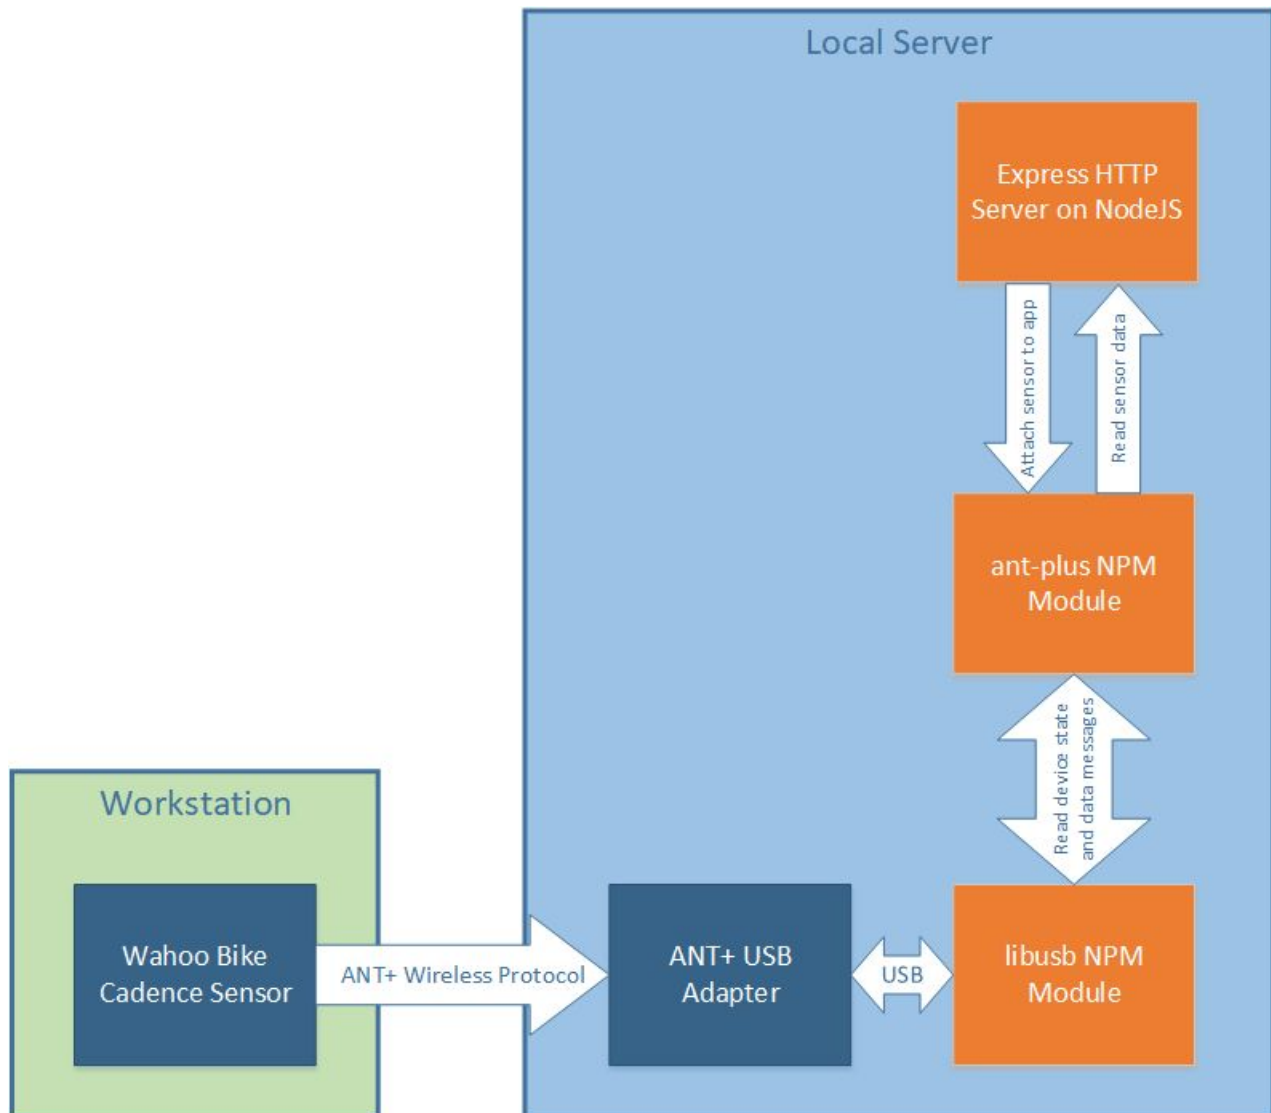 Local Server
Express HTTP
Server on NodeJS
Attach sensor to app
Read sensor data
ant-plus NPM
Module
Read device state
and data messages
Workstation
Wahoo Bike
Cadence Sensor
ANT+ Wireless Protocol
ANT+ USB
Adapter
USB
libusb NPM
Module